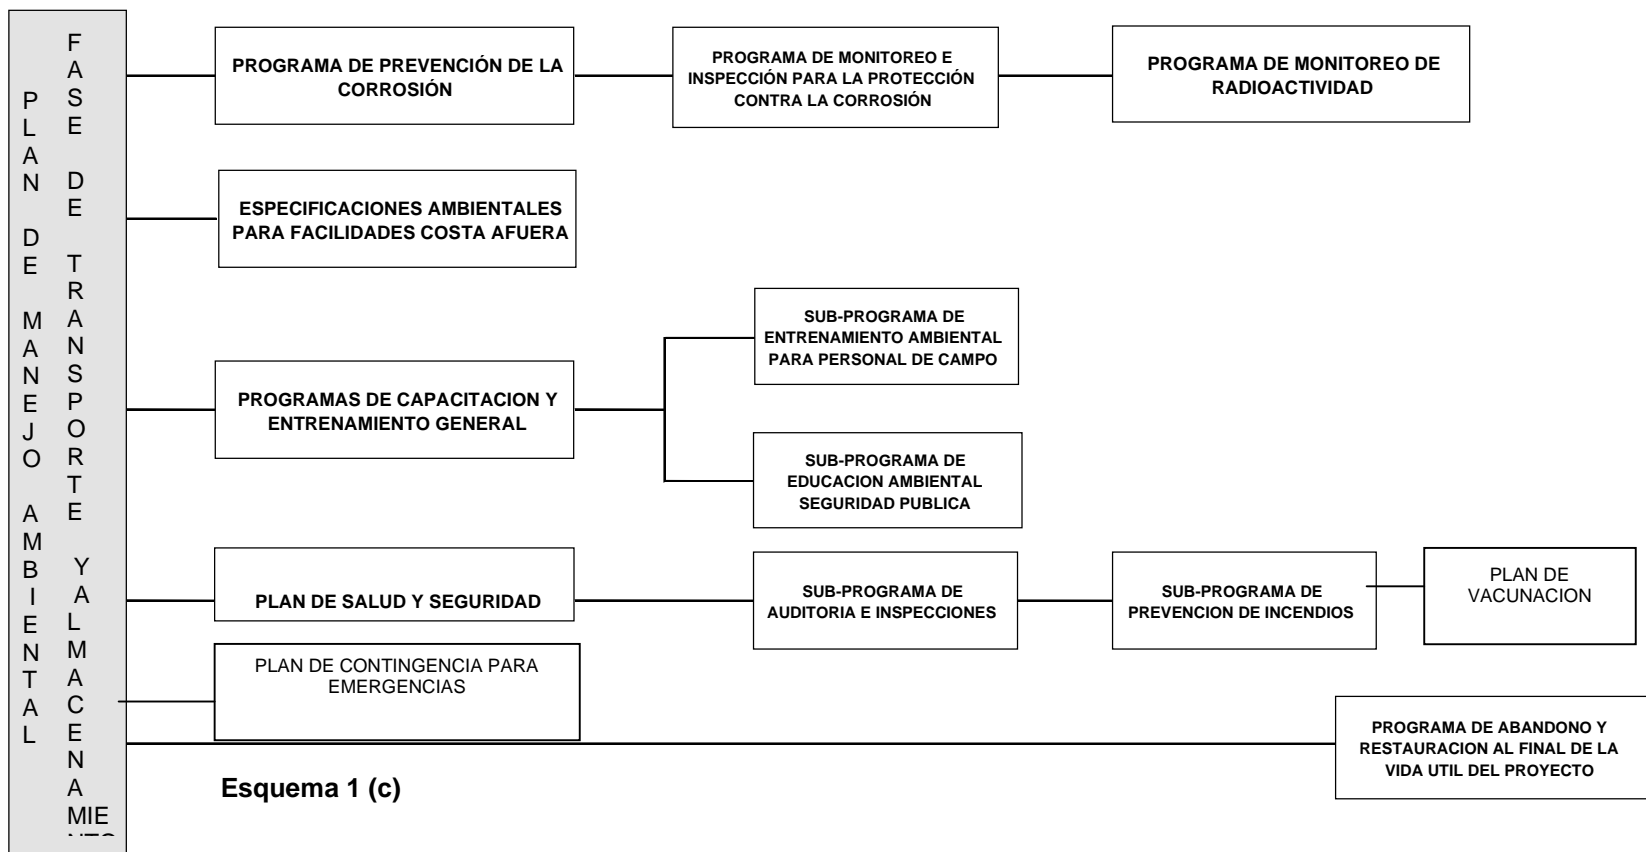 PLAN DE MANEJO AMBIENTAL
FASE DE TRANSPORTE YALMACENAMIE
PROGRAMA DE PREVENCIÓN DE LA
CORROSIÓN
PROGRAMA DE MONITOREO E
INSPECCIÓN PARA LA PROTECCIÓN
CONTRA LA CORROSIÓN
PROGRAMA DE MONITOREO DE
RADIOACTIVIDAD
ESPECIFICACIONES AMBIENTALES
PARA FACILIDADES COSTA AFUERA
SUB-PROGRAMA DE
ENTRENAMIENTO AMBIENTAL
PARA PERSONAL DE CAMPO
PROGRAMAS DE CAPACITACION Y
ENTRENAMIENTO GENERAL
SUB-PROGRAMA DE
EDUCACION AMBIENTAL
SEGURIDAD PUBLICA
PLAN DE SALUD Y SEGURIDAD
SUB-PROGRAMA DE
AUDITORIA E INSPECCIONES
SUB-PROGRAMA DE
PREVENCION DE INCENDIOS
PLAN DE
VACUNACION
PLAN DE CONTINGENCIA PARA
EMERGENCIAS
PROGRAMA DE ABANDONO Y
RESTAURACION AL FINAL DE LA
VIDA UTIL DEL PROYECTO
Esquema 1 (c)